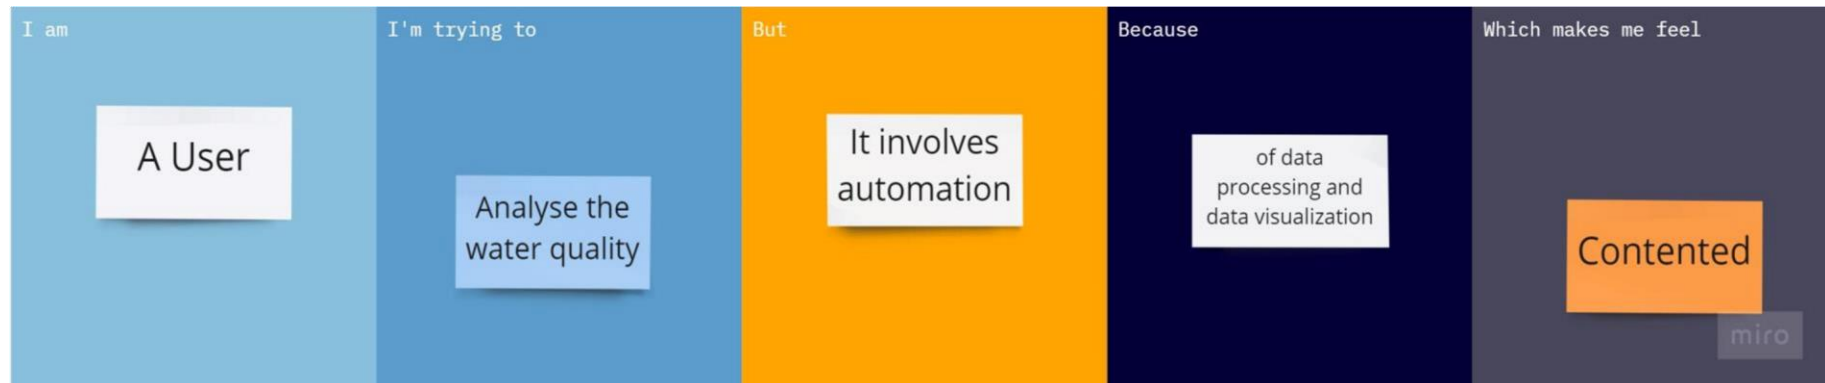 I am
A User
I'm trying to
Analyse the
water quality
But
It involves
automation
Because
of data
processing and
data visualization
Which makes me feel
Contented
miro